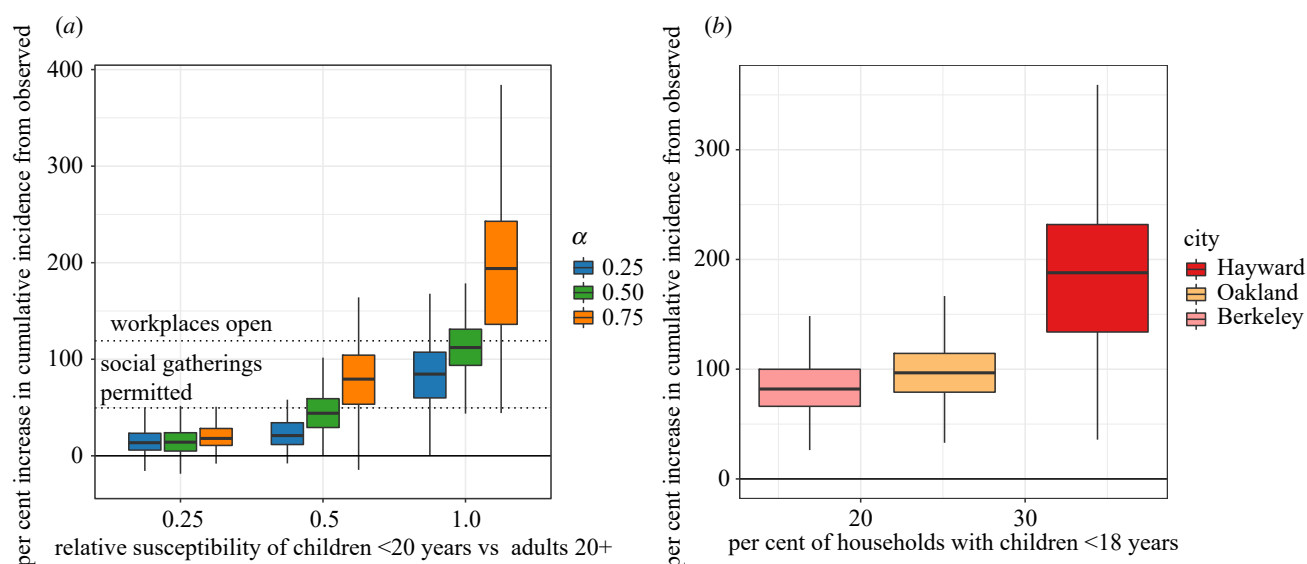 (a)
per cent increase in cumulative incidence from observed
400
300
200
100
0
workplaces open
social gatherings
permitted
0.25
0.5
1.0
relative susceptibility of children <20 years vs adults 20+
α
0.25
0.50
0.75
(b)
per cent increase in cumulative incidence from observed
300
200
100
0
20
30
per cent of households with children <18 years
city
Hayward
Oakland
Berkeley